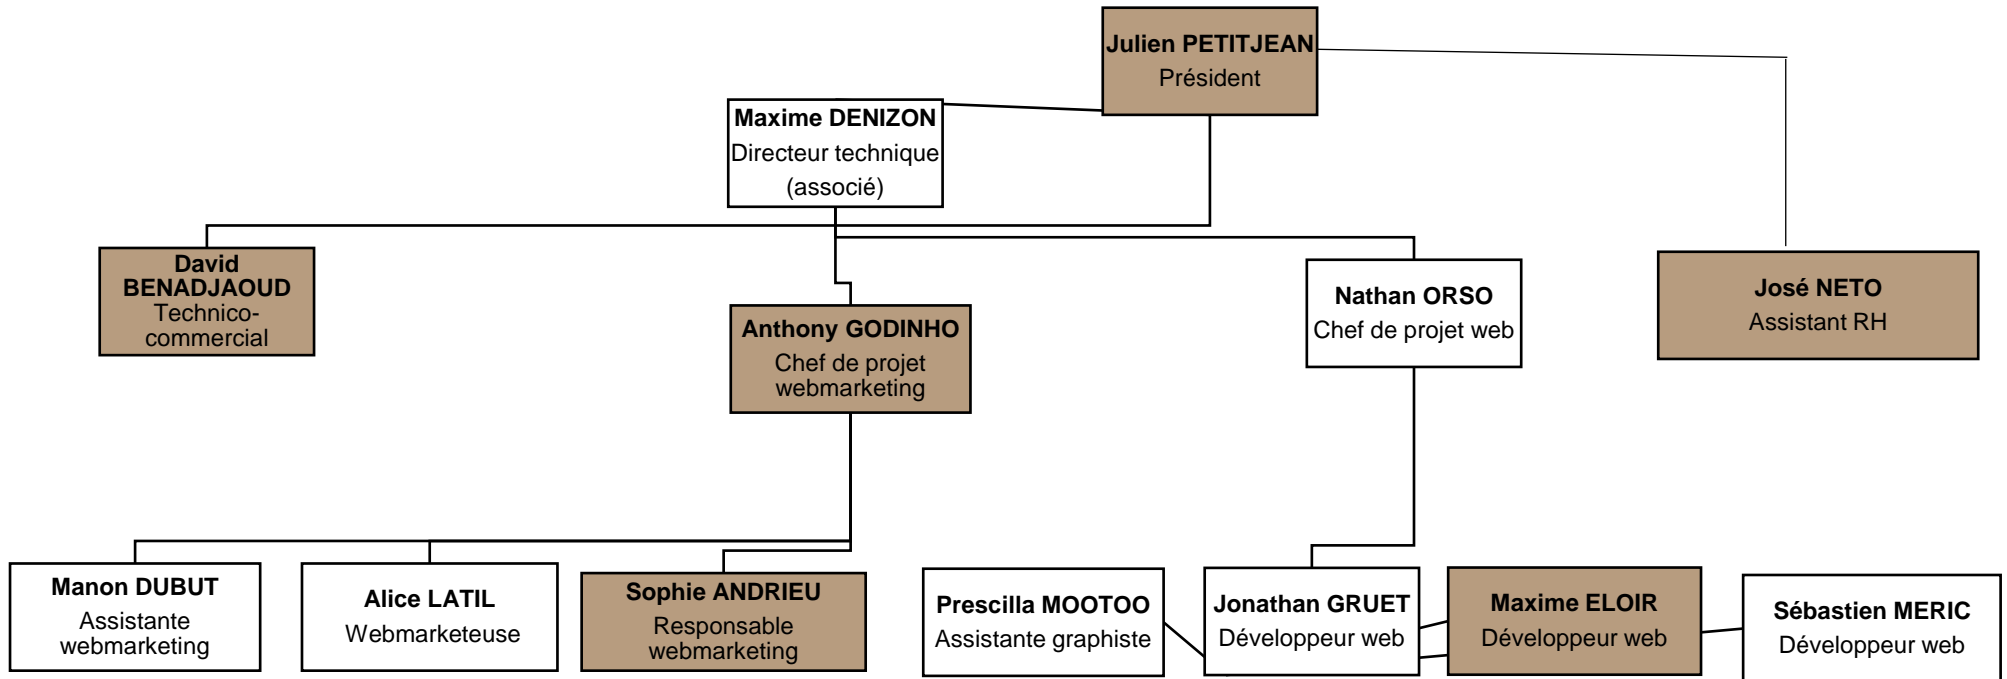 Julien PETITJEAN
Président
Maxime DENIZON
Directeur technique
(associé)
David
BENADJAOUD
Technico-
commercial
Anthony GODINHO
Chef de projet
webmarketing
Nathan ORSO
Chef de projet web
José NETO
Assistant RH
Manon DUBUT
Assistante
webmarketing
Alice LATIL
Webmarketeuse
Sophie ANDRIEU
Responsable
webmarketing
Prescilla MOOTOO
Assistante graphiste
Jonathan GRUET
Développeur web
Maxime ELOIR
Développeur web
Sébastien MERIC
Développeur web